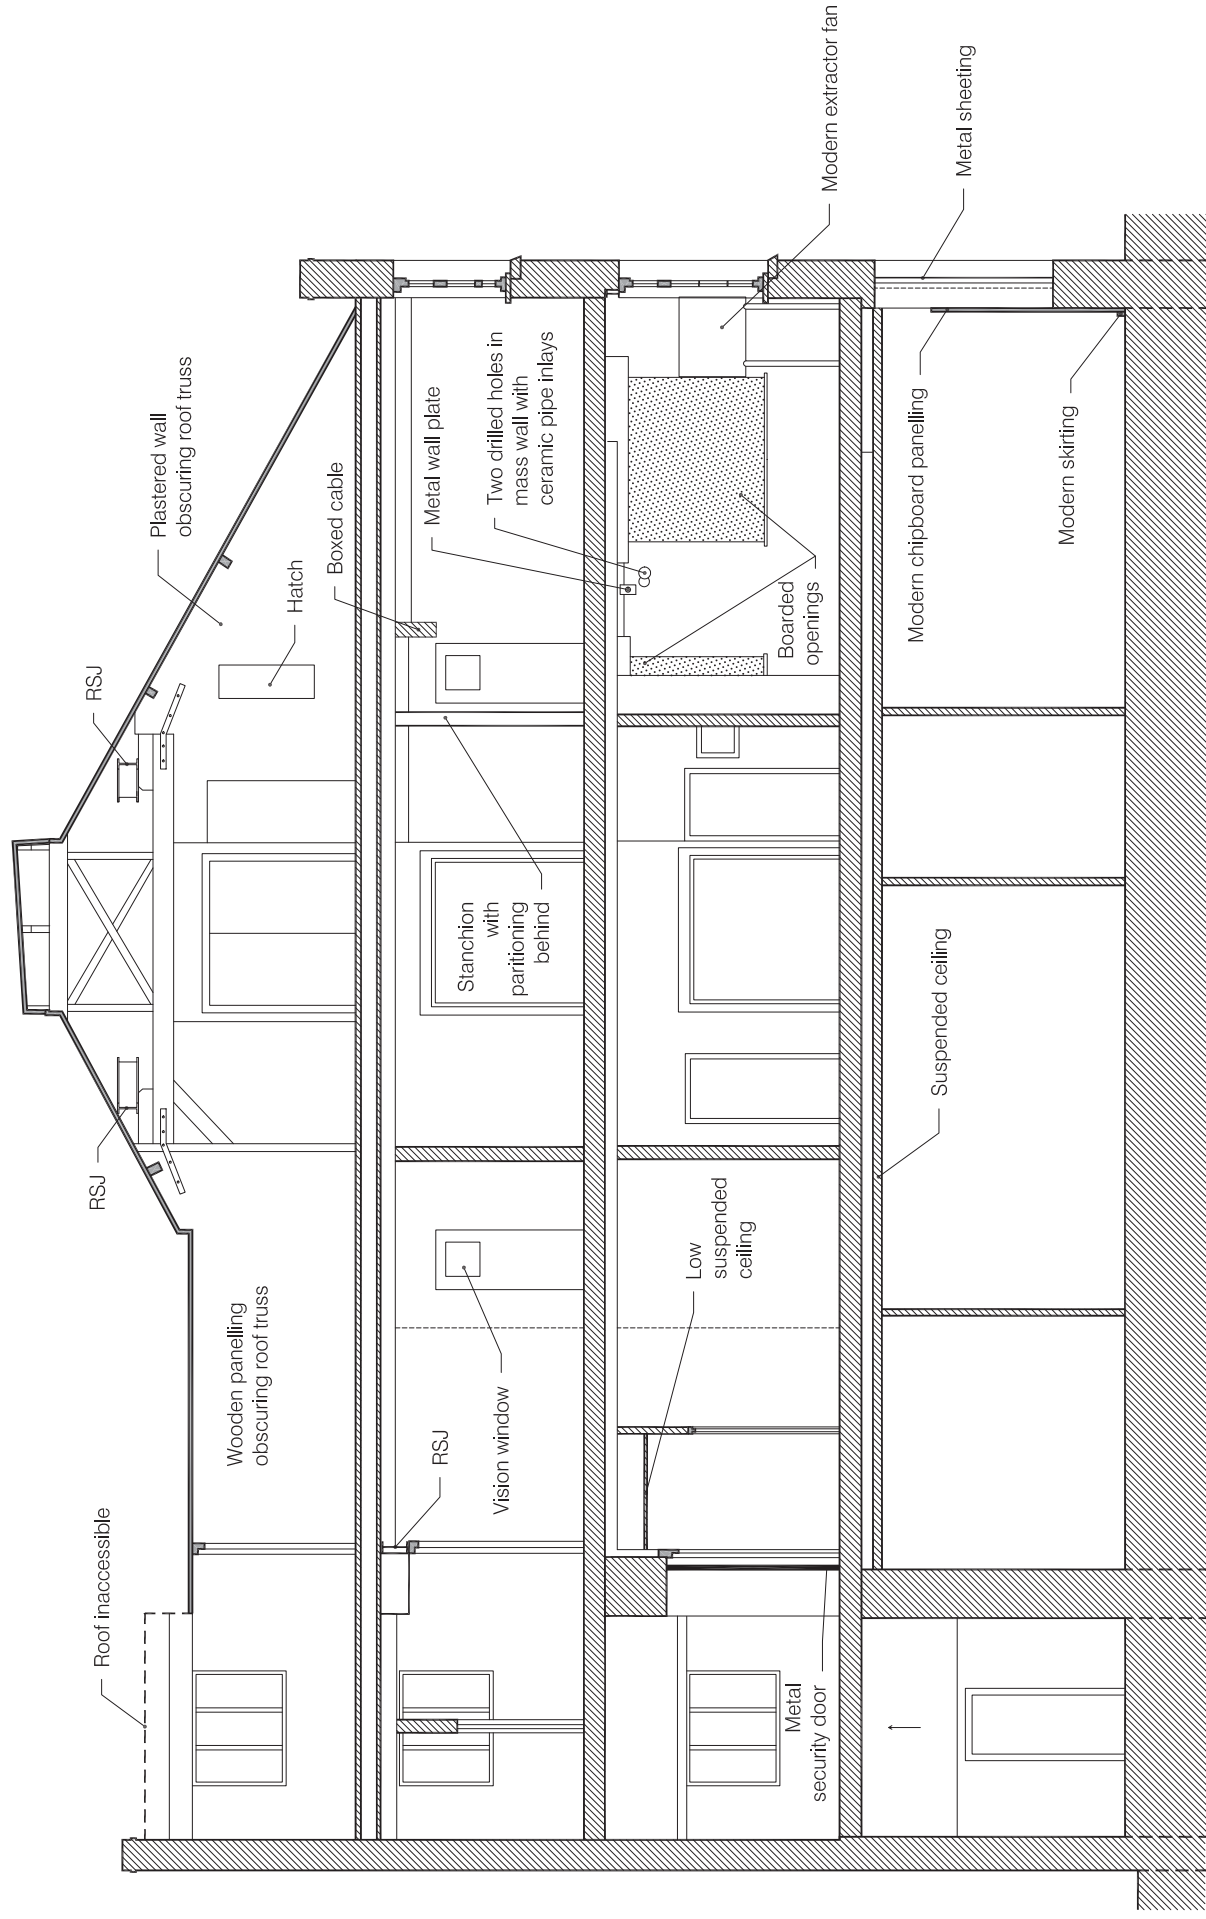 Roof inaccessible
Wooden panelling
obscuring roof truss
RSJ
RSJ
Plastered wall
obscuring roof truss
Hatch
Boxed cable
RSJ
Vision window
Stanchion
with
paritioning
behind
Metal wall plate
Two drilled holes in
mass wall with
ceramic pipe inlays
Metal
security door
Low
suspended
ceiling
Boarded
openings
Modern extractor fan
Suspended ceiling
Modern chipboard panelling
Metal sheeting
Modern skirting